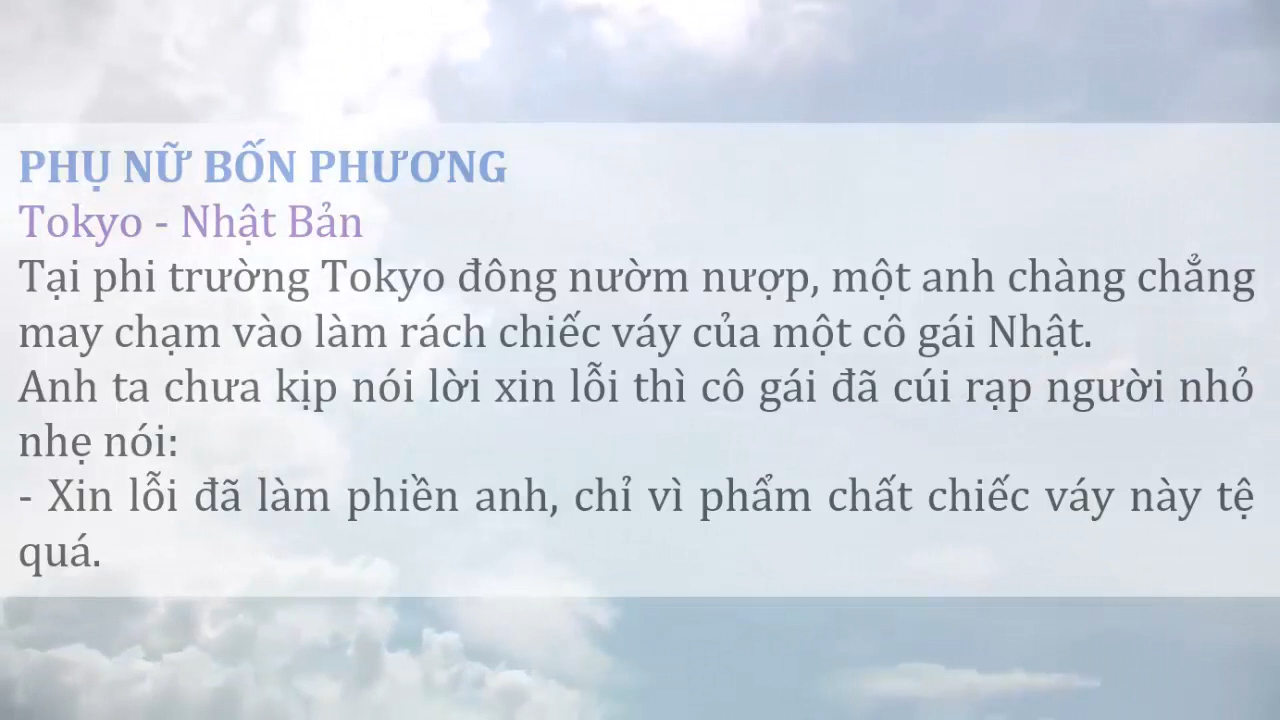 PHỤ NỮ BỐN PHƯƠNG
Tokyo - Nhật Bản
Tại phi trường Tokyo đông nườm nượp, một anh chàng chẳng
may chạm vào làm rách chiếc váy của một cô gái Nhật.
Anh ta chưa kịp nói lời xin lỗi thì cô gái đã cúi rạp người nhỏ
nhẹ nói:
- Xin lỗi đã làm phiền anh, chỉ vì phẩm chất chiếc váy này tệ
quá.